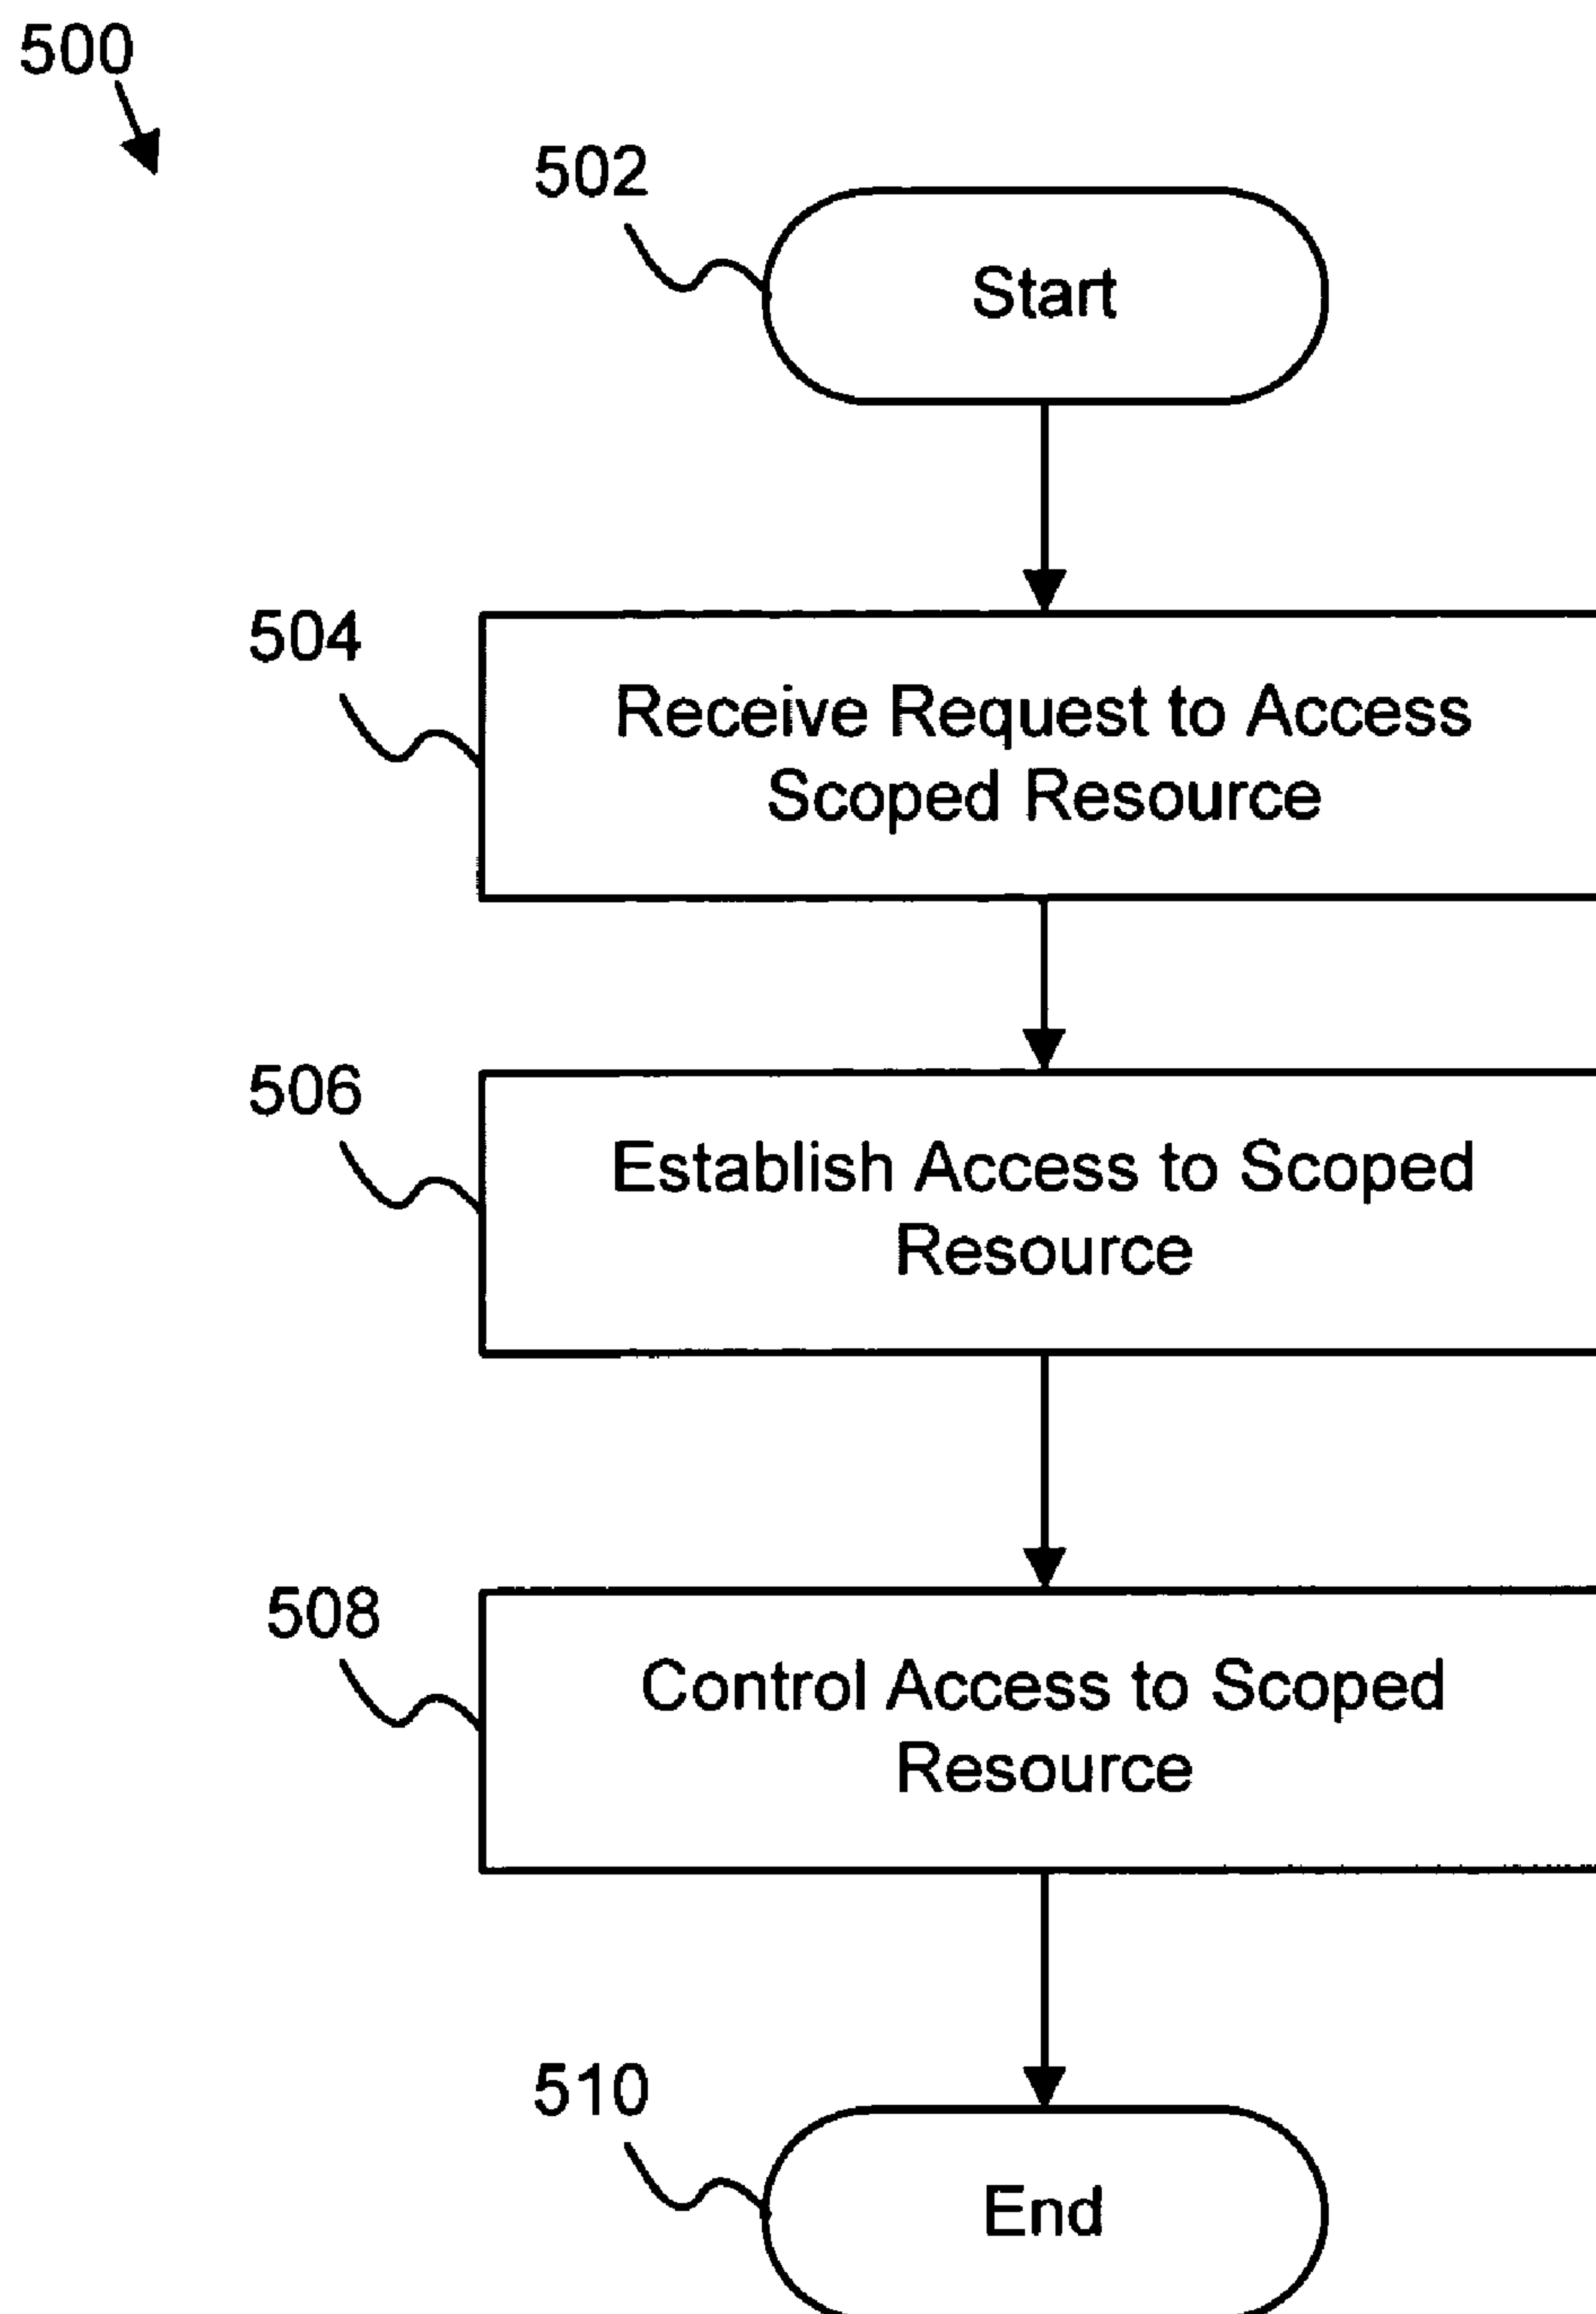 500
502
Start
504
Receive Request to Access
Scoped Resource
506
Establish Access to Scoped
Resource
508
Control Access to Scoped
Resource
510
End